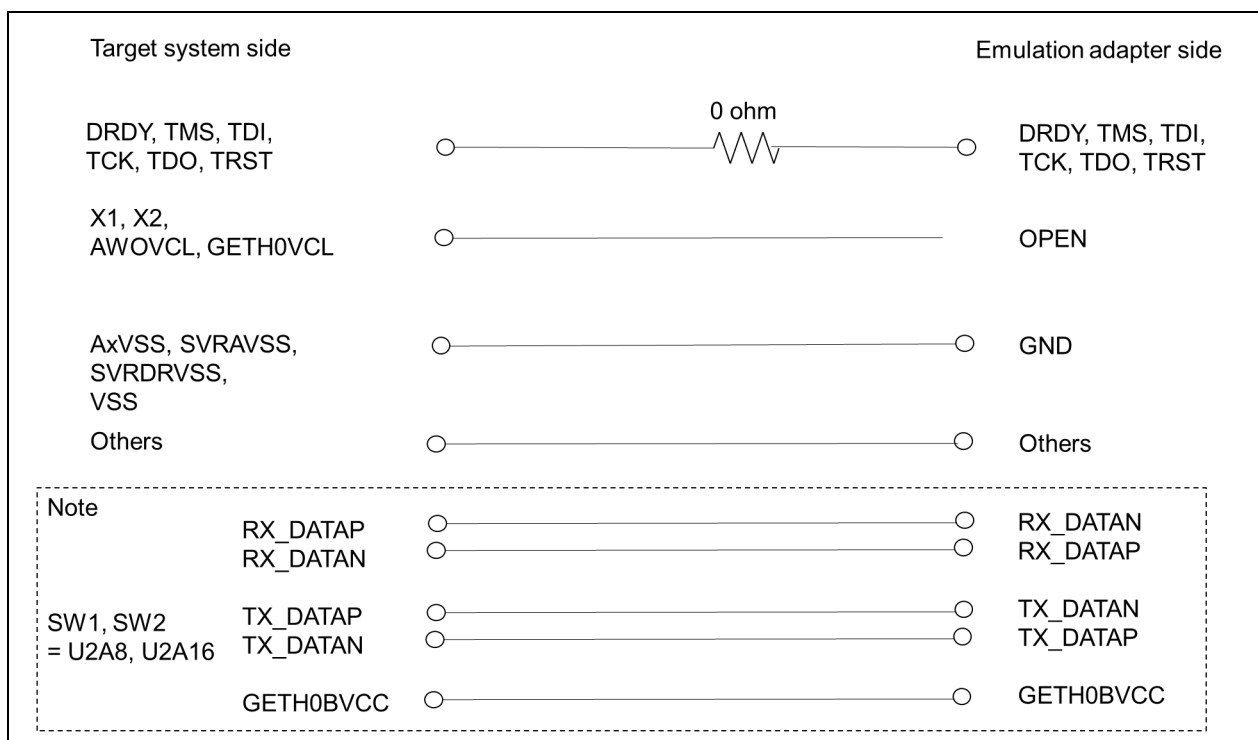 Target system side
Emulation adapter side
DRDY, TMS, TDI,
TCK, TDO, TRST
0 ohm
DRDY, TMS, TDI,
TCK, TDO, TRST
X1, X2,
AWOVCL, GETH0VCL
OPEN
AxVSS, SVRAVSS,
SVRDRVSS,
VSS
GND
Others
Others
Note
RX_DATAP
RX_DATAN
RX_DATAN
RX_DATAP
SW1, SW2
= U2A8, U2A16
TX_DATAP
TX_DATAN
TX_DATAN
TX_DATAP
GETH0BVCC
GETH0BVCC